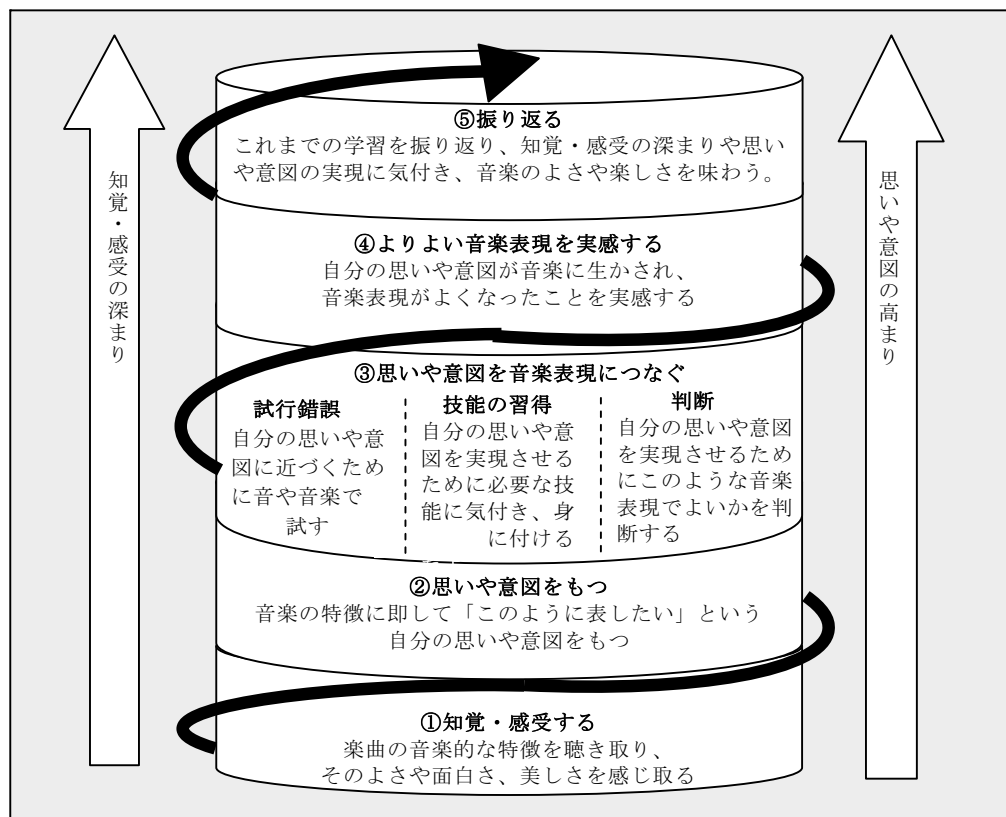 知覚・感受の深まり
⑤振り返る
これまでの学習を振り返り、知覚・感受の深まりや思い
や意図の実現に気付き、音楽のよさや楽しさを味わう。
④よりよい音楽表現を実感する
自分の思いや意図が音楽に生かされ、
音楽表現がよくなったことを実感する
③思いや意図を音楽表現につなぐ
試行錯誤
自分の思いや意
図に近づくため
に音や音楽で
試す
技能の習得
自分の思いや意
図を実現させる
ために必要な技
能に気付き、身
に付ける
判断
自分の思いや意図
を実現させるため
にこのような音楽
表現でよいかを判
断する
②思いや意図をもつ
音楽の特徴に即して「このように表したい」という
自分の思いや意図をもつ
①知覚・感受する
楽曲の音楽的な特徴を聴き取り、
そのよさや面白さ、美しさを感じ取る
思いや意図の高まり